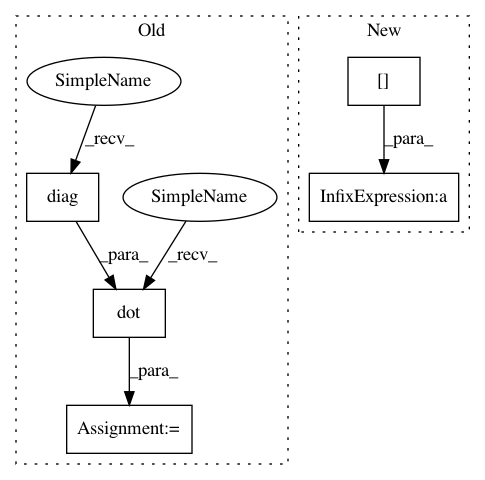 Old
New
SimpleName
[]
_recv_
_para_
diag
SimpleName
InfixExpression:a
_para_
_recv_
dot
_para_
Assignment:=